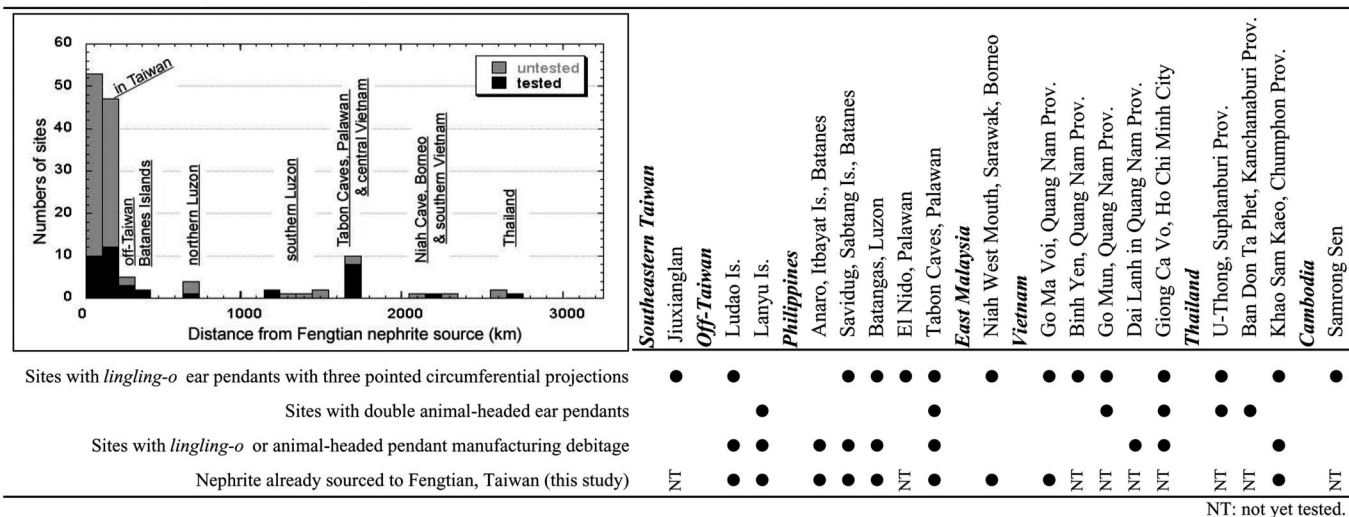 60
50
40
30
20
10
0
Numbers of sites
0
1000
2000
3000
Distance from Fengtian nephrite source (km)
untested
tested
in Taiwan
off-Taiwan
Batanes Islands
northern Luzon
southern Luzon
Tabon Caves, Palawan
& central Vietnam
Niah Cave, Borneo
& southern Vietnam
Thailand
Southeastern Taiwan
Jiuxianglan
Off-Taiwan
Ludao Is.
Lanyu Is.
Philippines
Anaro, Itbayat Is., Batanes
Savidug, Sabtang Is., Batanes
Batangas, Luzon
El Nido, Palawan
Tabon Caves, Palawan
East Malaysia
Niah West Mouth, Sarawak, Borneo
Vietnam
Go Ma Voi, Quang Nam Prov.
Binh Yen, Quang Nam Prov.
Go Mun, Quang Nam Prov.
Dai Lanh in Quang Nam Prov.
Giong Ca Vo, Ho Chi Minh City
Thailand
U-Thong, Suphanburi Prov.
Ban Don Ta Phet, Kanchanaburi Prov.
Khao Sam Kaeo, Chumphon Prov.
Cambodia
Samrong Sen
Sites with lingling-o ear pendants with three pointed circumferential projections ● ● ● ● ● ● ● ● ● ● ● ● ● ●
Sites with double animal-headed ear pendants ● ● ● ● ● ●
Sites with lingling-o or animal-headed pendant manufacturing debitage ● ● ● ● ● ● ● ● ●
Nephrite already sourced to Fengtian, Taiwan (this study) NT ● ● ● ● ● NT ● ● ● NT NT NT NT NT NT ● NT
NT: not yet tested.